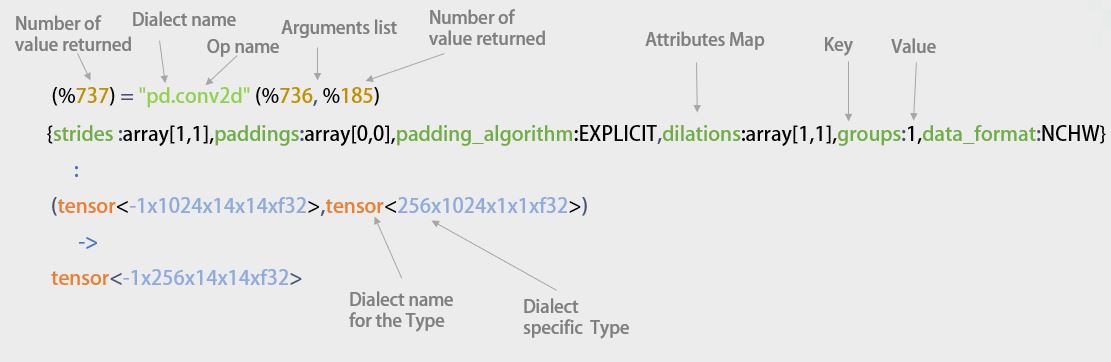 Number of
value returned
Dialect name
Op name
Arguments list
Number of
value returned
Attributes Map
Key
Value
(%737) = "pd.conv2d" (%736, %185)
{strides :array[1,1],paddings:array[0,0],padding_algorithm:EXPLICIT,dilations:array[1,1],groups:1,data_format:NCHW}
:
(tensor<-1x1024x14x14xf32>,tensor<256x1024x1x1xf32>)
->
tensor<-1x256x14x14xf32>
Dialect name
for the Type
Dialect
specific Type